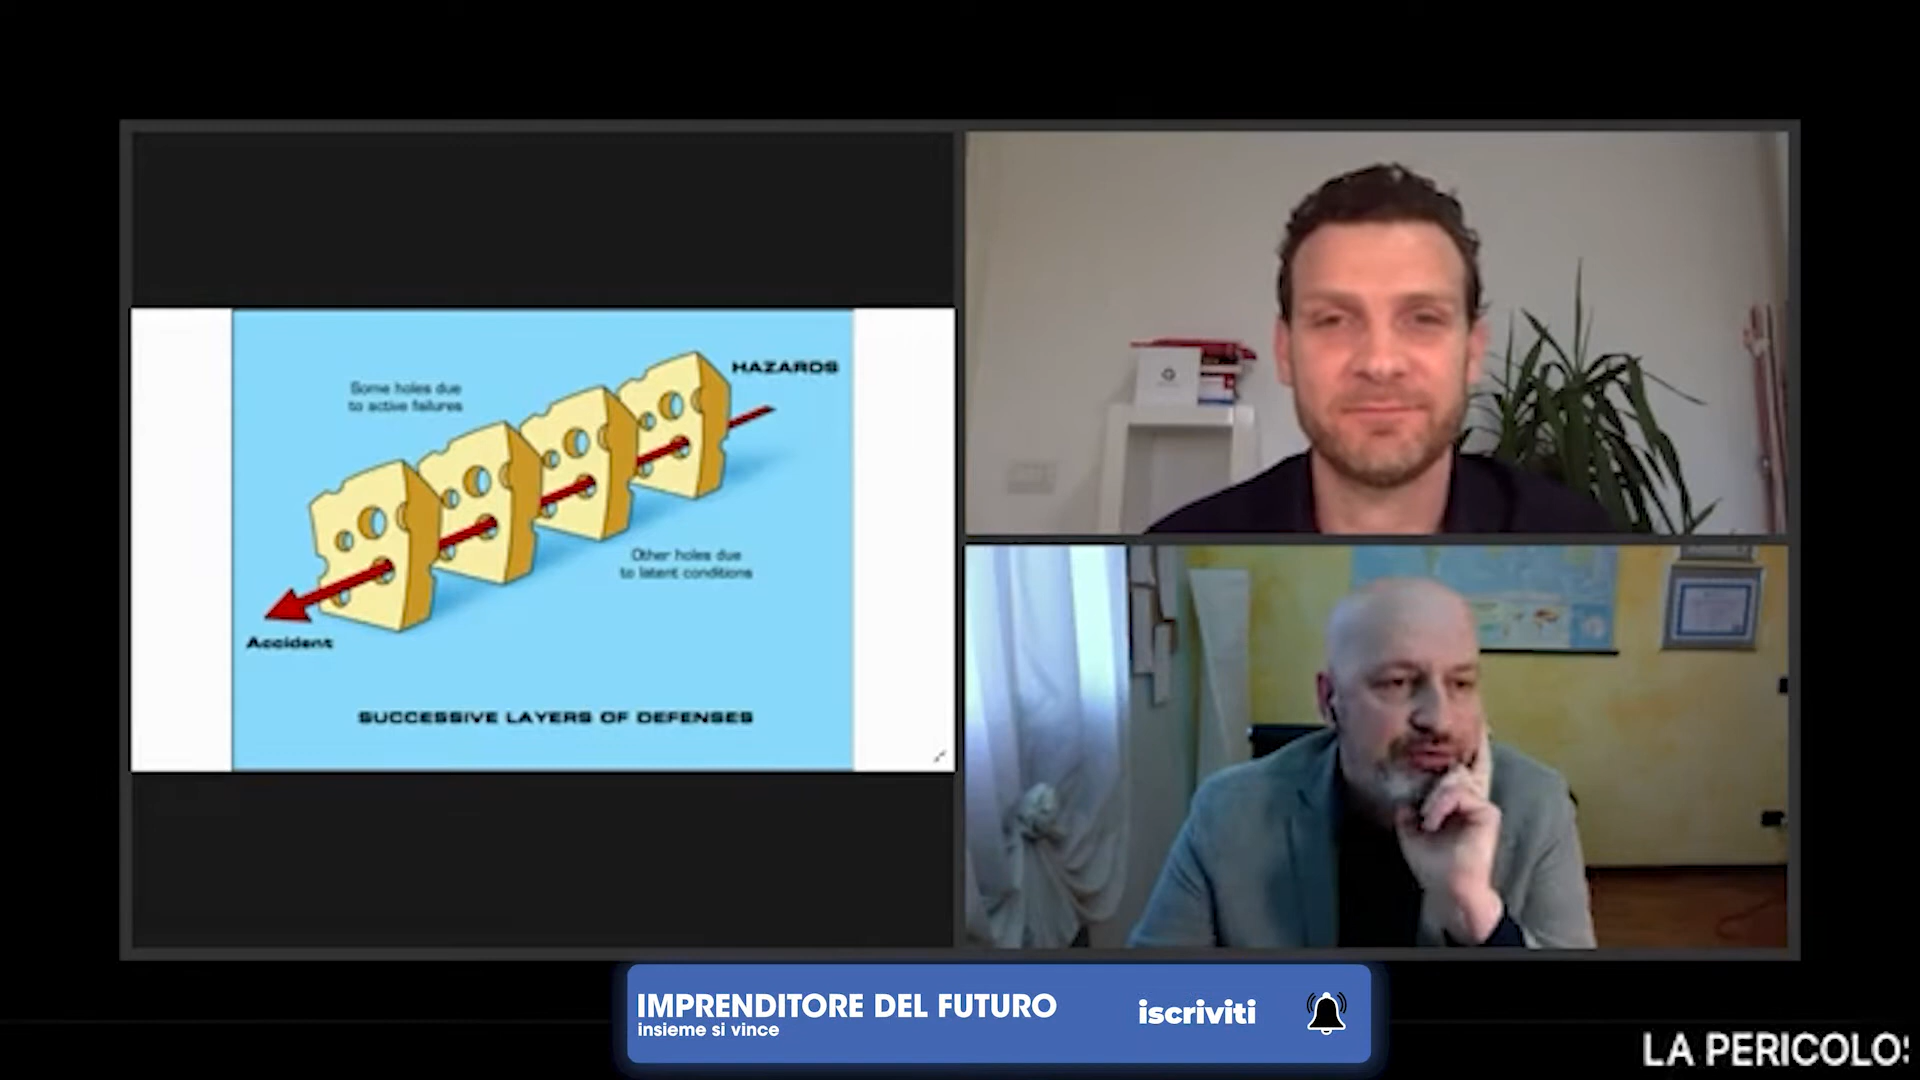 HAZARDS
Some holes due
to active failures
Other holes due
to latent conditions
Accident
SUCCESSIVE LAYERS OF DEFENSES
IMPRENDITORE DEL FUTURO
insieme si vince
iscriviti
LA PERICOLO